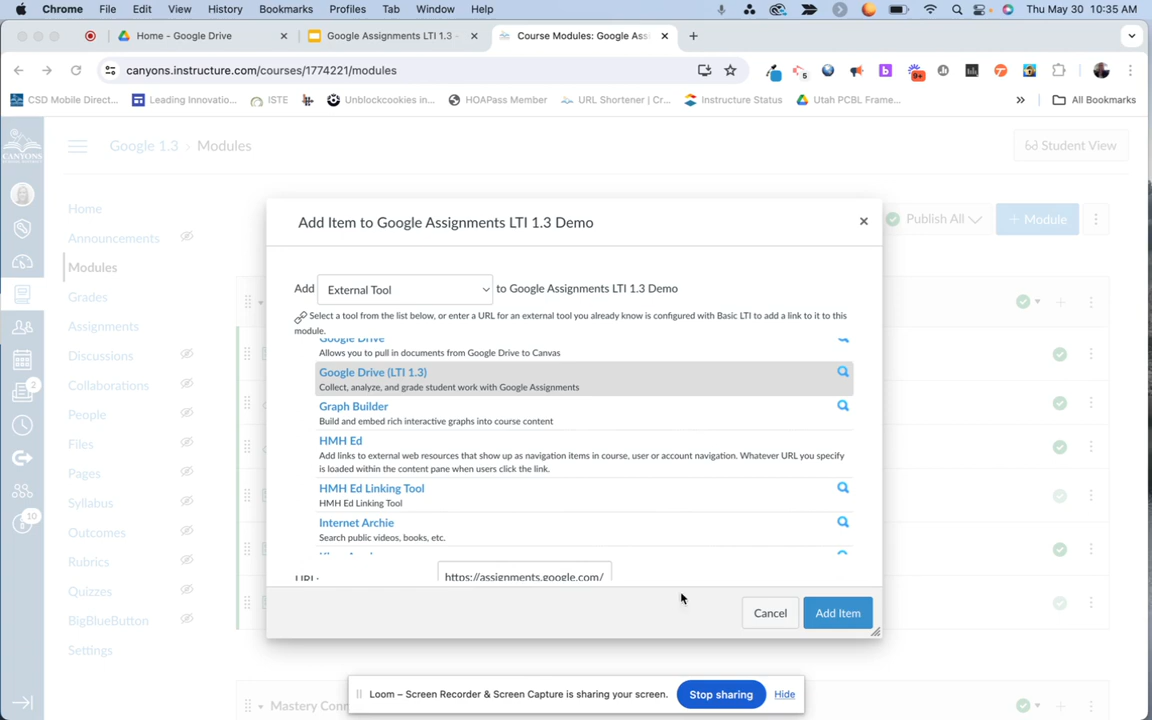 Chrome File Edit View History Bookmarks Profiles Tab Window Help Thu May 30 10:35 AM
Home - Google Drive
Google Assignments LTI 1.3 -
Course Modules: Google Ass
canyons.instructure.com/courses/1774221/modules
5
9+
CSD Mobile Direct...
Leading Innovatio...
ISTE
Unblockcookies in...
HOAPass Member
URL Shortener | Cr...
Instructure Status
Utah PCBL Frame...
»
All Bookmarks
CANYONS
Google 1.3 › Modules
Student View
Home
Announcements
Modules
Grades
Assignments
Discussions
Collaborations
People
Files
Pages
Syllabus
Outcomes
Rubrics
Quizzes
BigBlueButton
Settings
2
10
Publish All
+ Module
Add Item to Google Assignments LTI 1.3 Demo
Add External Tool to Google Assignments LTI 1.3 Demo
Select a tool from the list below, or enter a URL for an external tool you already know is configured with Basic LTI to add a link to it to this
module.
Google Drive
Allows you to pull in documents from Google Drive to Canvas
Google Drive (LTI 1.3)
Collect, analyze, and grade student work with Google Assignments
Graph Builder
Build and embed rich interactive graphs into course content
HMH Ed
Add links to external web resources that show up as navigation items in course, user or account navigation. Whatever URL you specify
is loaded within the content pane when users click the link.
HMH Ed Linking Tool
HMH Ed Linking Tool
Internet Archie
Search public videos, books, etc.
URL:
https://assignments.google.com/
Cancel
Add Item
Mastery Conn
Loom – Screen Recorder & Screen Capture is sharing your screen.
Stop sharing
Hide